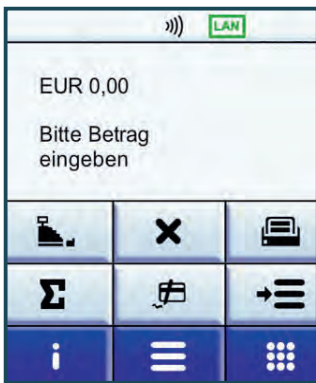 LAN
EUR 0,00
Bitte Betrag
eingeben
Σ
i